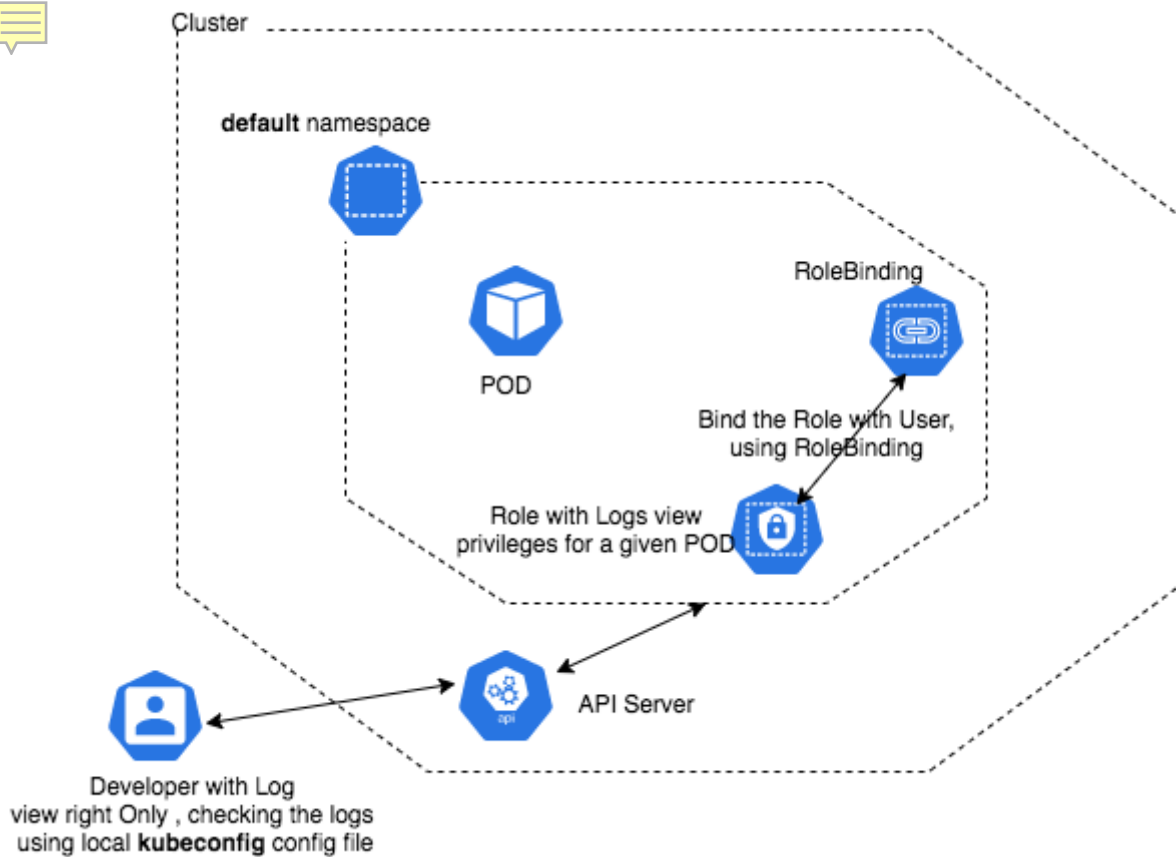 Cluster
default namespace
RoleBinding
POD
Bind the Role with User,
using RoleBinding
Role with Logs view
privileges for a given POD
api
API Server
Developer with Log
view right Only , checking the logs
using local kubeconfig config file